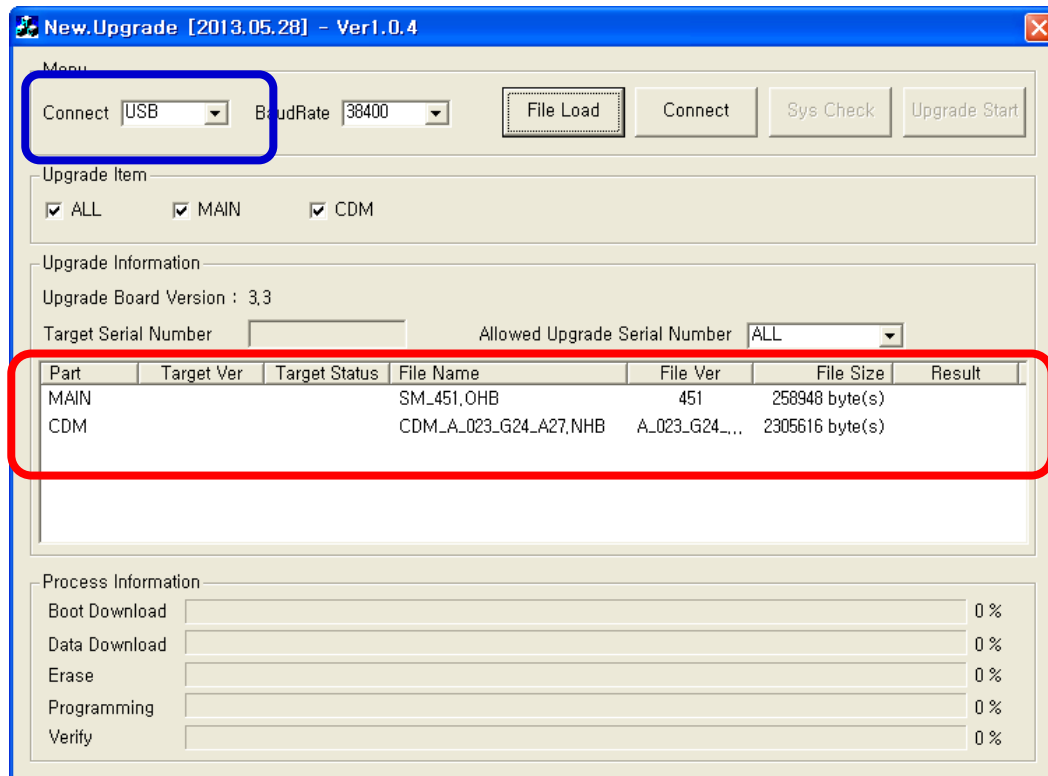 New.Upgrade [2013.05.28] - Ver1.0.4
Menu
Connect USB BaudRate 38400 File Load Connect Sys Check Upgrade Start
Upgrade Item
ALL MAIN CDM
Upgrade Information
Upgrade Board Version : 3,3
Target Serial Number Allowed Upgrade Serial Number ALL
Part Target Ver Target Status File Name File Ver File Size Result
MAIN SM_451,OHB 451 258948 byte(s)
CDM CDM_A_023_G24_A27,NHB A_023_G24_,,, 2305616 byte(s)
Process Information
Boot Download 0 %
Data Download 0 %
Erase 0 %
Programming 0 %
Verify 0 %